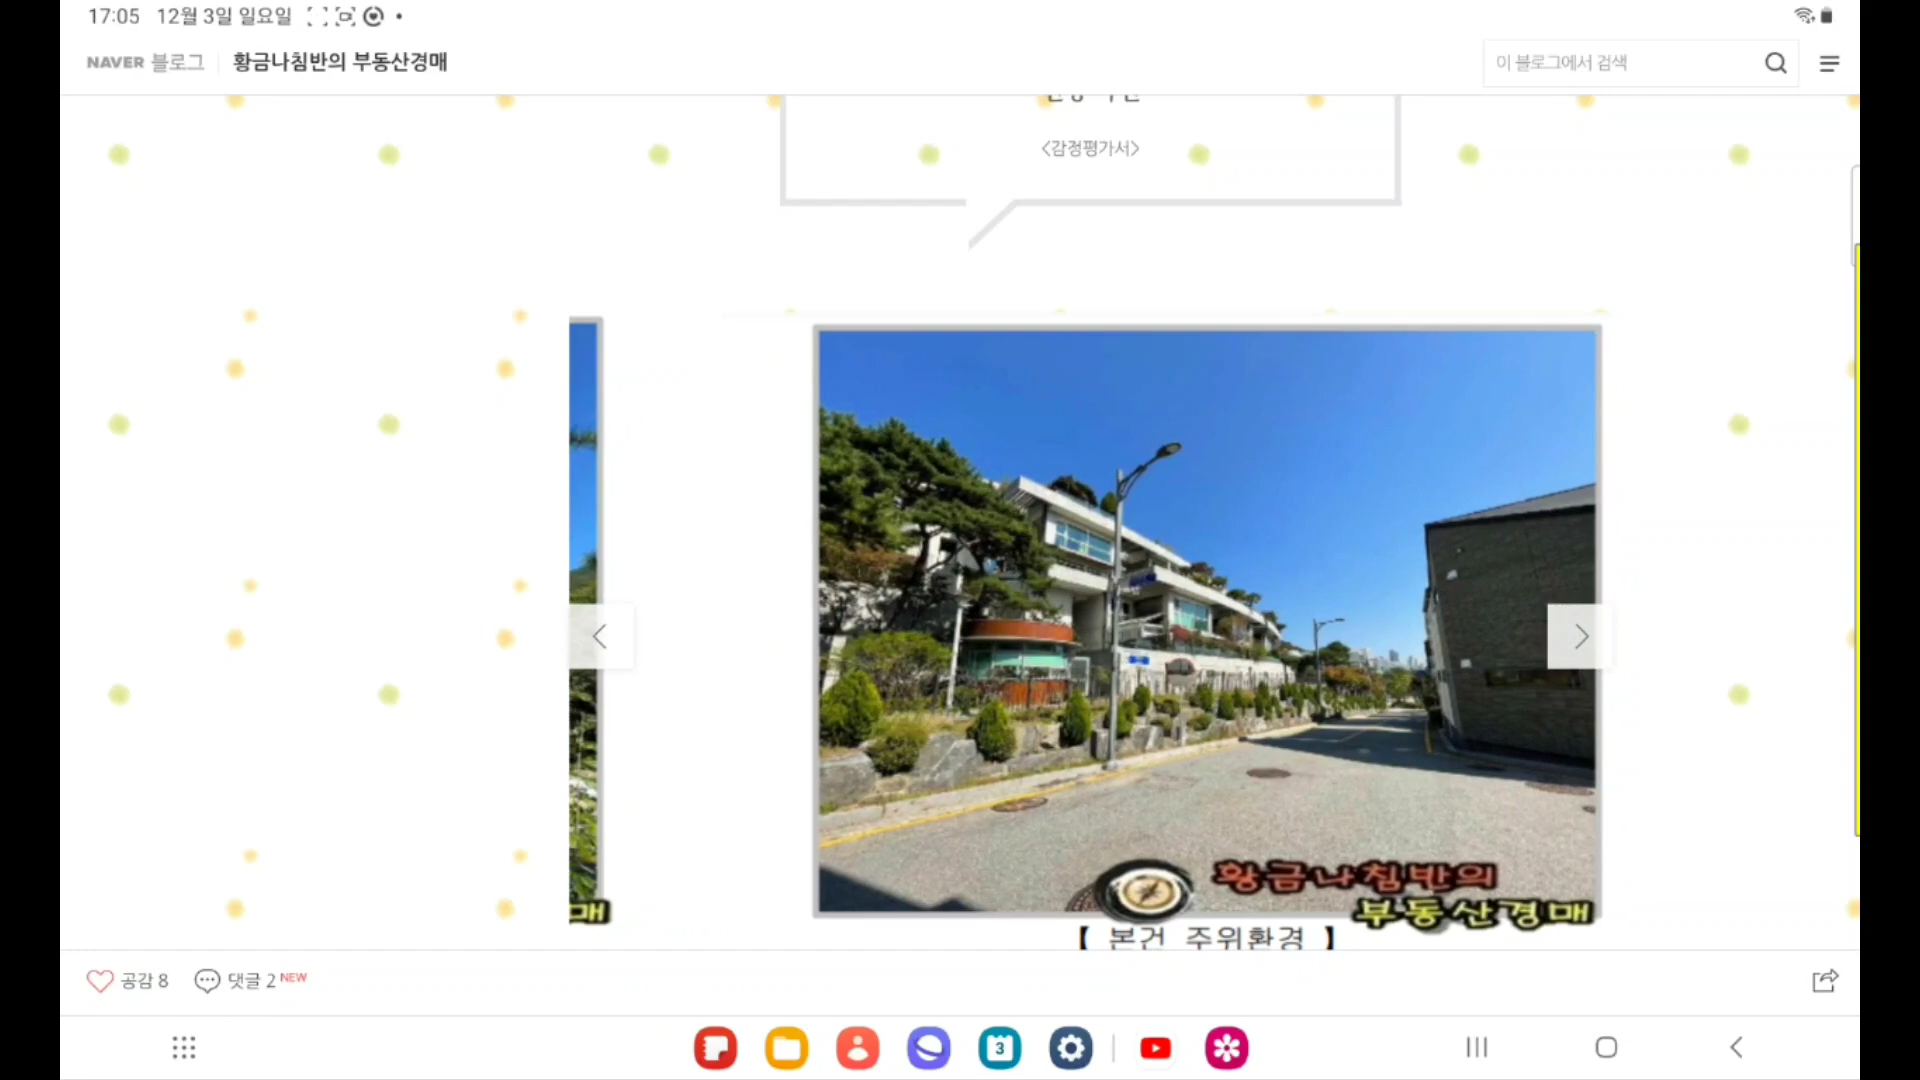 17:05 12월 3일 일요일
NAVER 블로그 황금나침반의 부동산경매
이 블로그에서 검색
<감정평가서>
매
황금나침반의
부동산경매
【 본건 주위환경 】
공감 8 댓글 2 NEW
3